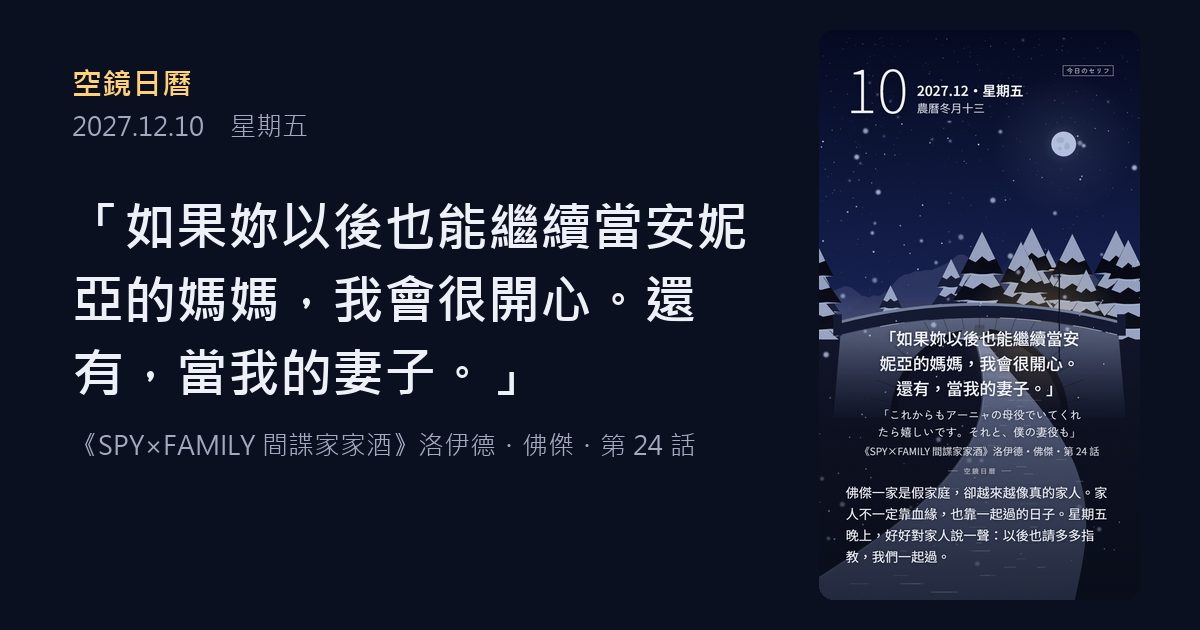 空鏡日曆
2027.12.10 星期五
「如果妳以後也能繼續當安妮
亞的媽媽，我會很開心。還
有，當我的妻子。」
《SPY×FAMILY 間諜家家酒》洛伊德・佛傑・第 24 話
今日のセリフ
10
2027.12・星期五
農曆冬月十三
「如果妳以後也能繼續當安
妮亞的媽媽，我會很開心。
還有，當我的妻子。」
「これからもアーニャの母役でいてくれ
たら嬉しいです。それと、僕の妻役も」
《SPY×FAMILY 間諜家家酒》洛伊德・佛傑・第 24 話
空鏡日曆
佛傑一家是假家庭，卻越來越像真的家人。家
人不一定靠血緣，也靠一起過的日子。星期五
晚上，好好對家人說一聲：以後也請多多指
教，我們一起過。